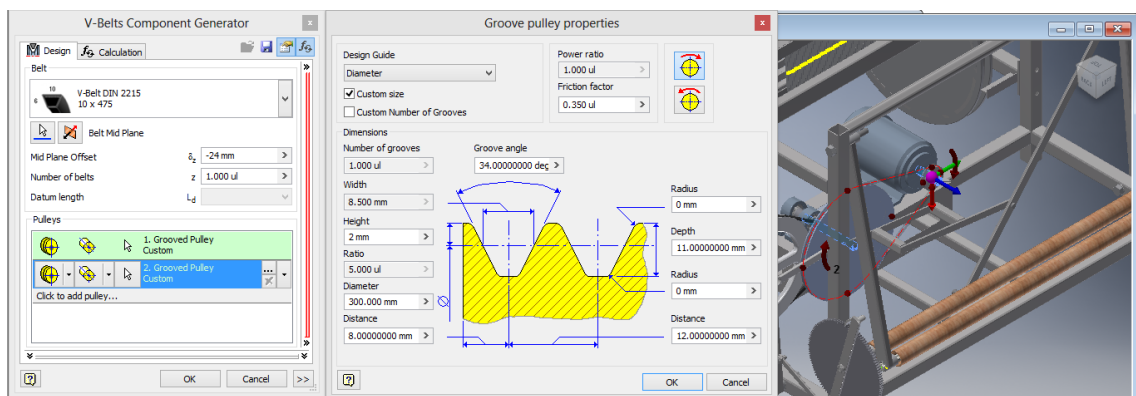 V-Belts Component Generator
x
Design
Calculation
Belt
10
6
V-Belt DIN 2215
10 x 475
Belt Mid Plane
Mid Plane Offset
δz
-24 mm
>
Number of belts
z
1.000 ul
>
Datum length
Ld
Pulleys
1. Grooved Pulley
Custom
2. Grooved Pulley
Custom
...
Click to add pulley...
OK
Cancel
>>
Groove pulley properties
x
Design Guide
Diameter
Custom size
Custom Number of Grooves
Power ratio
1.000 ul
>
Friction factor
0.350 ul
>
Dimensions
Number of grooves
1.000 ul
>
Groove angle
34.00000000 deg
>
Width
8.500 mm
>
Height
2 mm
>
Ratio
5.000 ul
>
Diameter
300.000 mm
>
Distance
8.00000000 mm
>
Radius
0 mm
>
Depth
11.00000000 mm
>
Radius
0 mm
>
Distance
12.00000000 mm
>
OK
Cancel
2